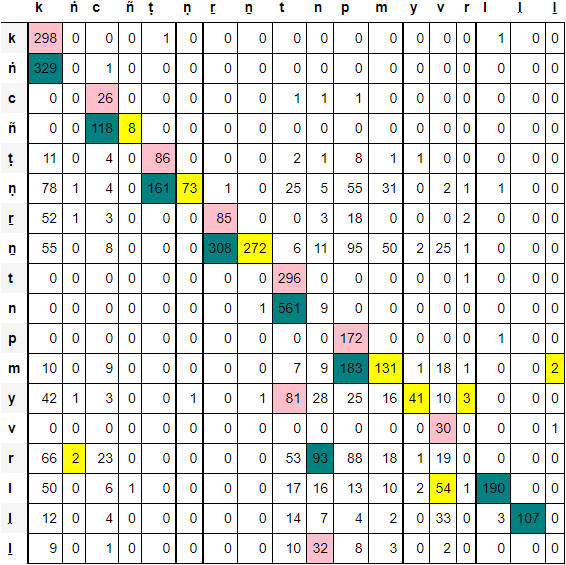 k ṅ c ñ ṭ ṇ ṟ ṉ t n p m y v r l ḷ ḻ
k 298 0 0 0 1 0 0 0 0 0 0 0 0 0 0 1 0 0
ṅ 329 0 1 0 0 0 0 0 0 0 0 0 0 0 0 0 0 0
c 0 0 26 0 0 0 0 0 1 1 1 0 0 0 0 0 0 0
ñ 0 0 118 8 0 0 0 0 0 0 0 0 0 0 0 0 0 0
ṭ 11 0 4 0 86 0 0 0 2 1 8 1 1 0 0 0 0 0
ṇ 78 1 4 0 161 73 1 0 25 5 55 31 0 2 1 1 0 0
ṟ 52 1 3 0 0 0 85 0 0 3 18 0 0 0 2 0 0 0
ṉ 55 0 8 0 0 0 308 272 6 11 95 50 2 25 1 0 0 0
t 0 0 0 0 0 0 0 0 296 0 0 0 0 0 1 0 0 0
n 0 0 0 0 0 0 0 1 561 9 0 0 0 0 0 0 0 0
p 0 0 0 0 0 0 0 0 0 0 172 0 0 0 0 1 0 0
m 10 0 9 0 0 0 0 0 7 9 183 131 1 18 1 0 0 2
y 42 1 3 0 0 1 0 1 81 28 25 16 41 10 3 0 0 0
v 0 0 0 0 0 0 0 0 0 0 0 0 0 30 0 0 0 1
r 66 2 23 0 0 0 0 0 53 93 88 18 1 19 0 0 0 0
l 50 0 6 1 0 0 0 0 17 16 13 10 2 54 1 190 0 0
ḷ 12 0 4 0 0 0 0 0 14 7 4 2 0 33 0 3 107 0
ḻ 9 0 1 0 0 0 0 0 10 32 8 3 0 2 0 0 0 0